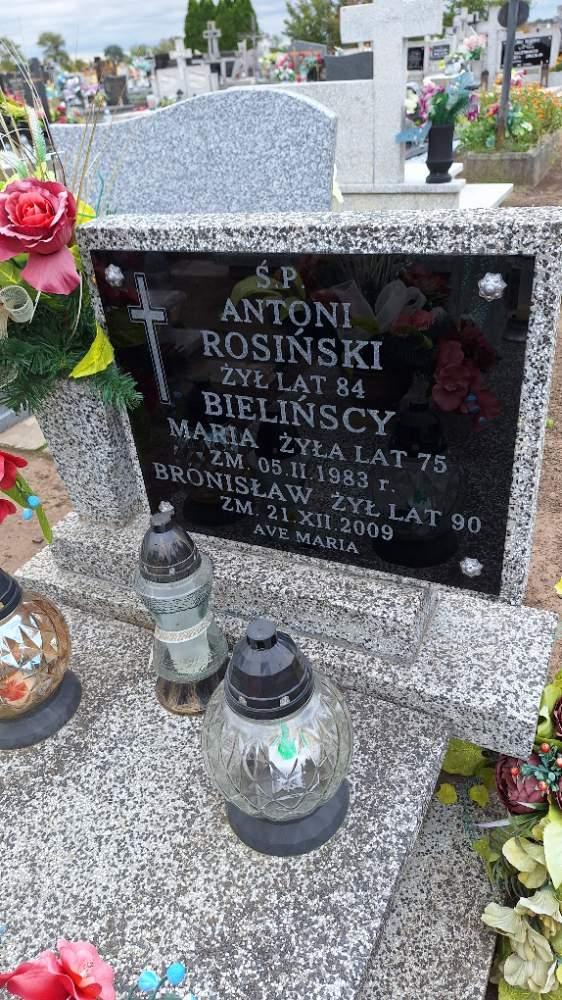 Ś.P
ANTONI
ROSIŃSKI
ŻYŁ LAT 84
BIELIŃSCY
MARIA ŻYŁA LAT 75
ZM. 05.II.1983 r.
BRONISŁAW ŻYŁ LAT 90
ZM. 21.XII.2009
AVE MARIA